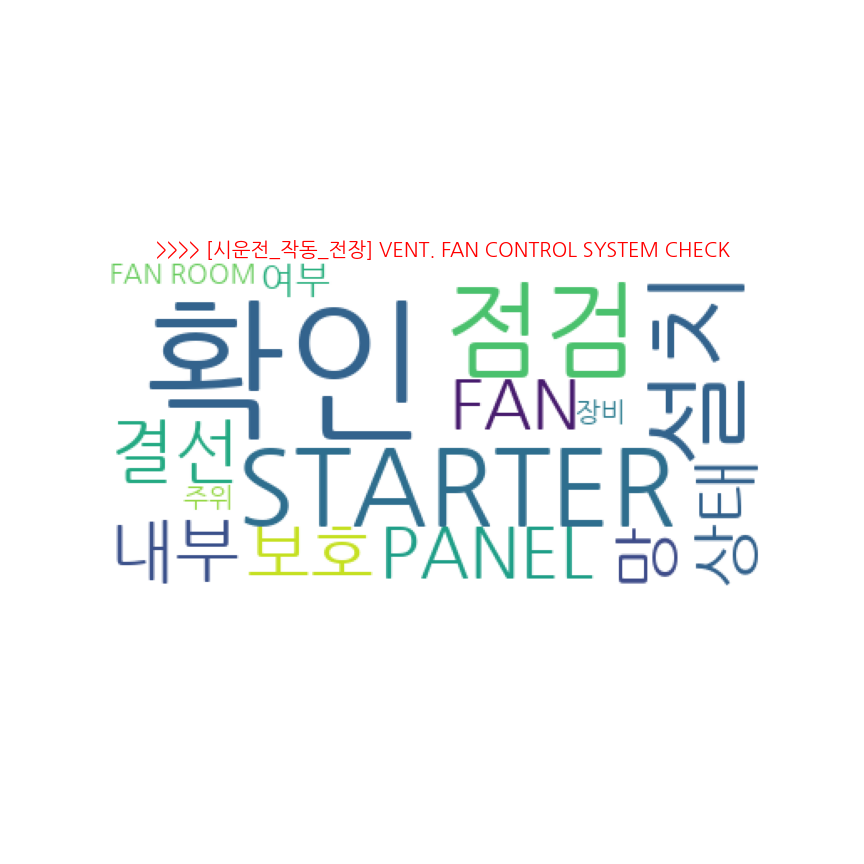 >>>> [시운전_작동_전장] VENT. FAN CONTROL SYSTEM CHECK
FAN ROOM
여부
확인
점검
설치
FAN
장비
결선
STARTER
주위
상태
내부
보호
PANEL
망